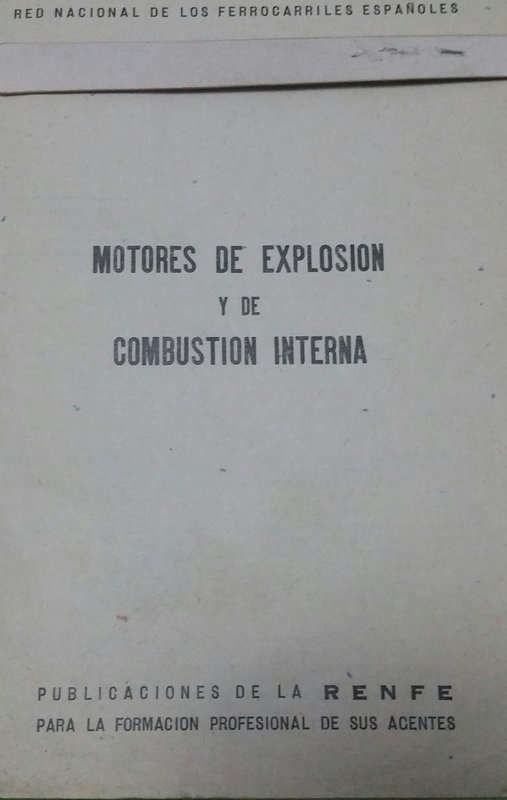 RED NACIONAL DE LOS FERROCARRILES ESPAÑOLES
MOTORES DE EXPLOSION
Y DE
COMBUSTION INTERNA
PUBLICACIONES DE LA RENFE
PARA LA FORMACION PROFESIONAL DE SUS AGENTES